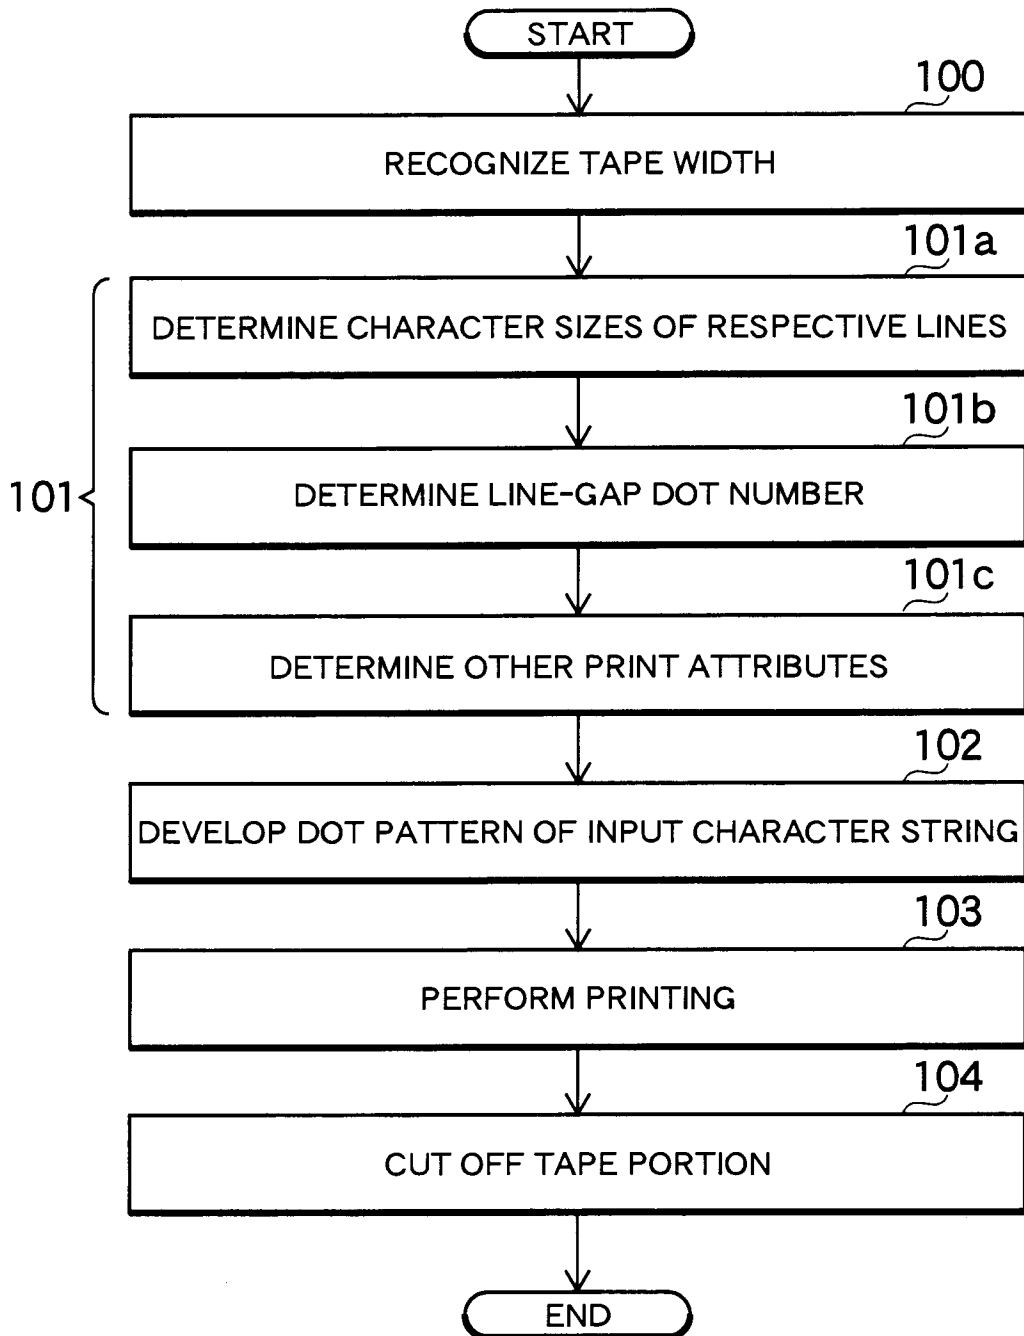 START
100
RECOGNIZE TAPE WIDTH
101a
DETERMINE CHARACTER SIZES OF RESPECTIVE LINES
101b
101
DETERMINE LINE-GAP DOT NUMBER
101c
DETERMINE OTHER PRINT ATTRIBUTES
102
DEVELOP DOT PATTERN OF INPUT CHARACTER STRING
103
PERFORM PRINTING
104
CUT OFF TAPE PORTION
END